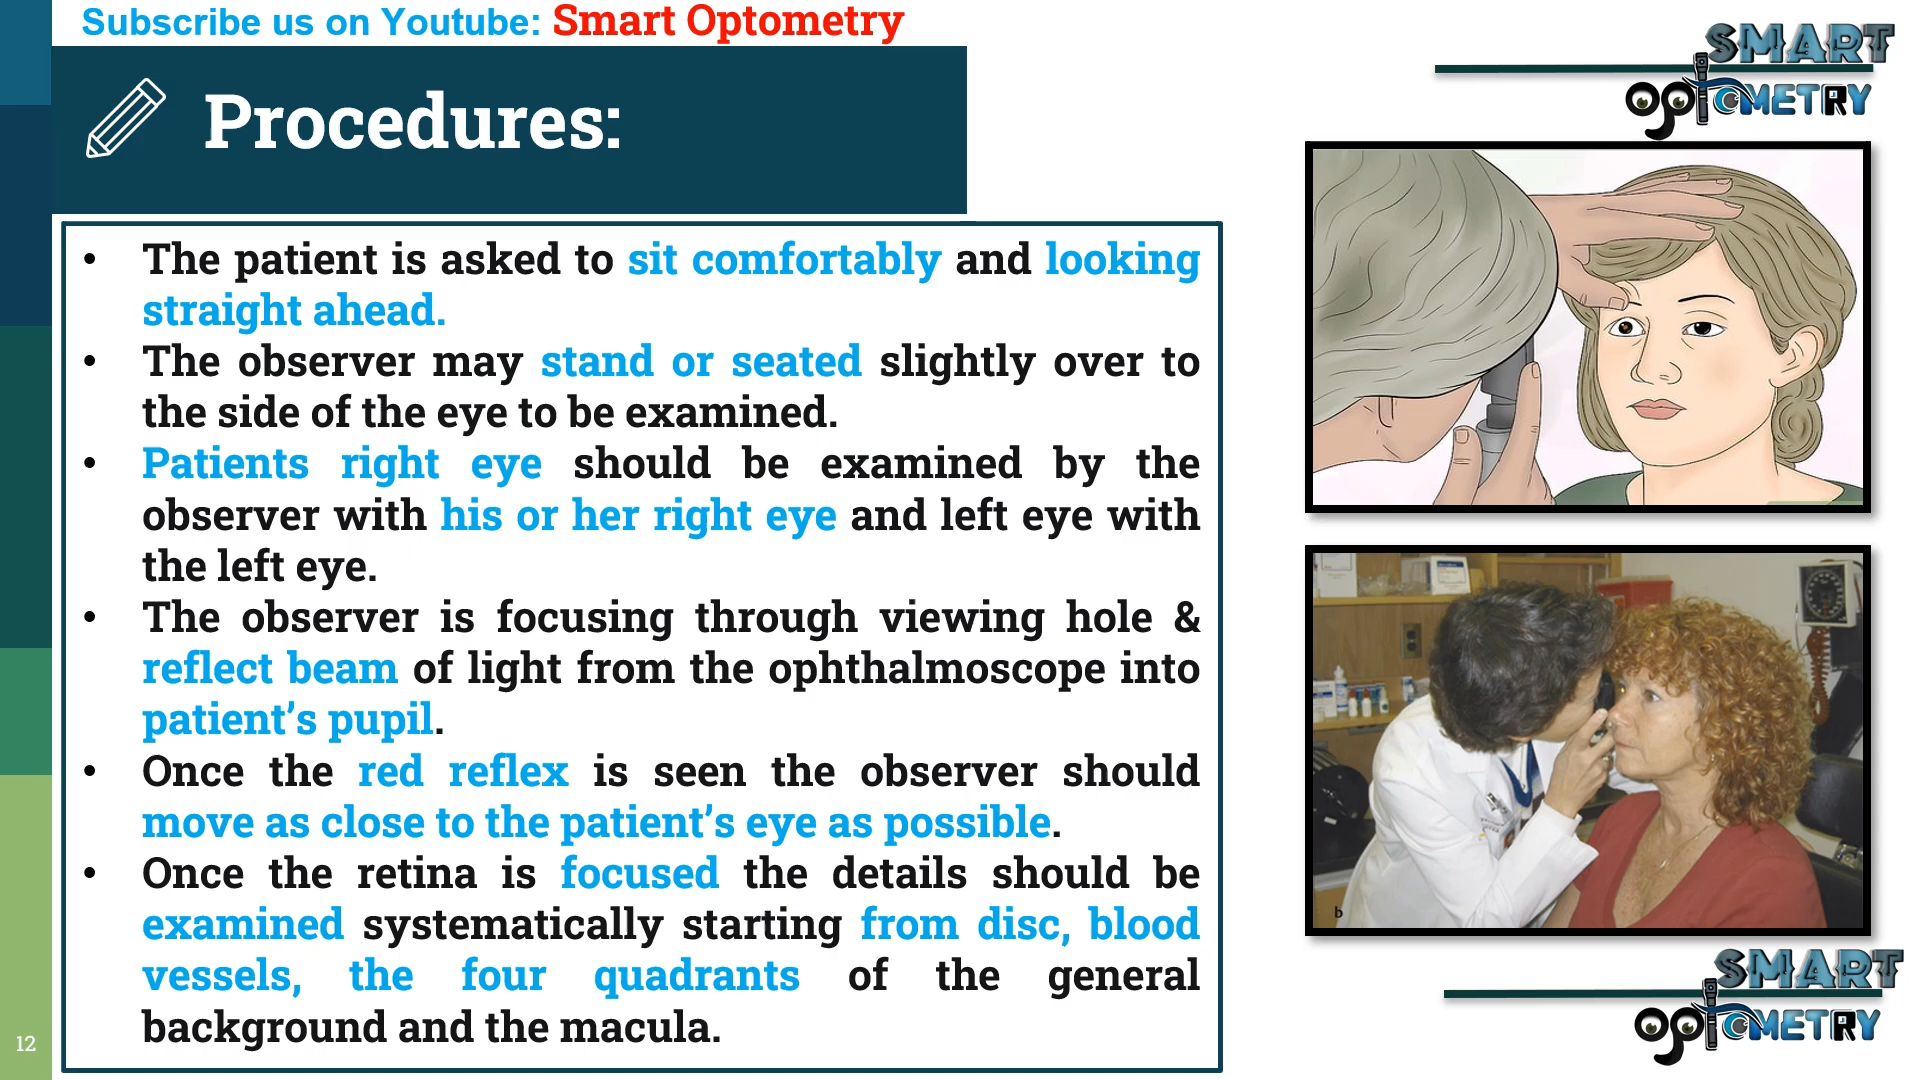 Subscribe us on Youtube: Smart Optometry
SMART
OPTOMETRY
Procedures:
• The patient is asked to sit comfortably and looking
straight ahead.
• The observer may stand or seated slightly over to
the side of the eye to be examined.
• Patients right eye should be examined by the
observer with his or her right eye and left eye with
the left eye.
• The observer is focusing through viewing hole &
reflect beam of light from the ophthalmoscope into
patient’s pupil.
• Once the red reflex is seen the observer should
move as close to the patient’s eye as possible.
• Once the retina is focused the details should be
examined systematically starting from disc, blood
vessels, the four quadrants of the general
background and the macula.
b
SMART
OPTOMETRY
12